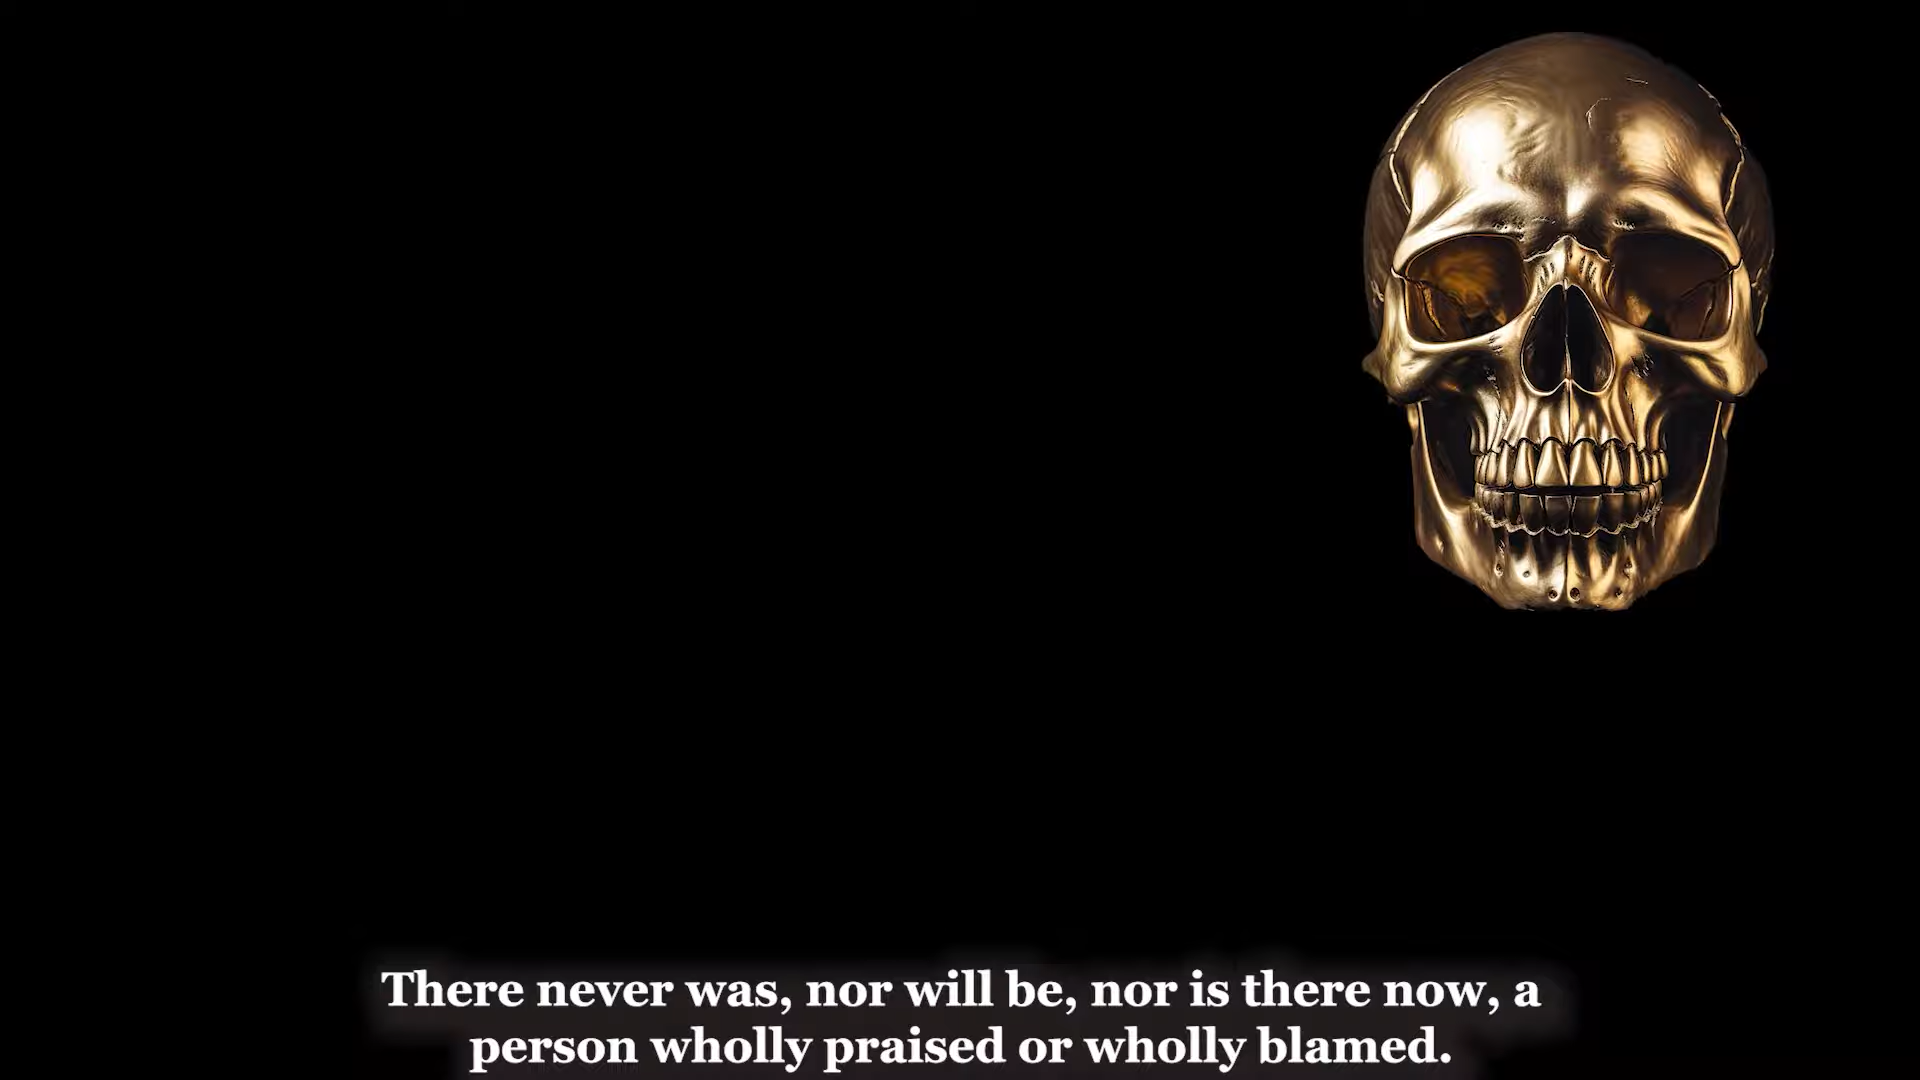 There never was, nor will be, nor is there now, a
person wholly praised or wholly blamed.